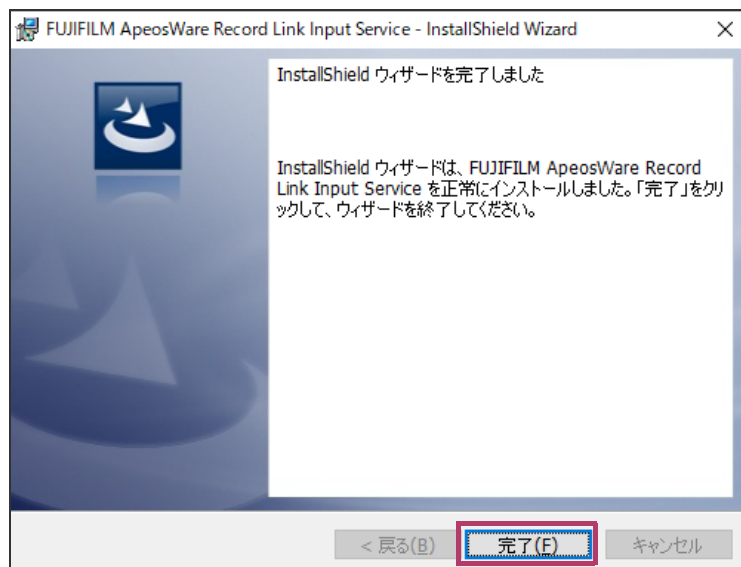 FUJIFILM ApeosWare Record Link Input Service - InstallShield Wizard
InstallShield ウィザードを完了しました
InstallShield ウィザードは、FUJIFILM ApeosWare Record
Link Input Service を正常にインストールしました。「完了」をクリ
ックして、ウィザードを終了してください。
< 戻る(B)
完了(F)
キャンセル